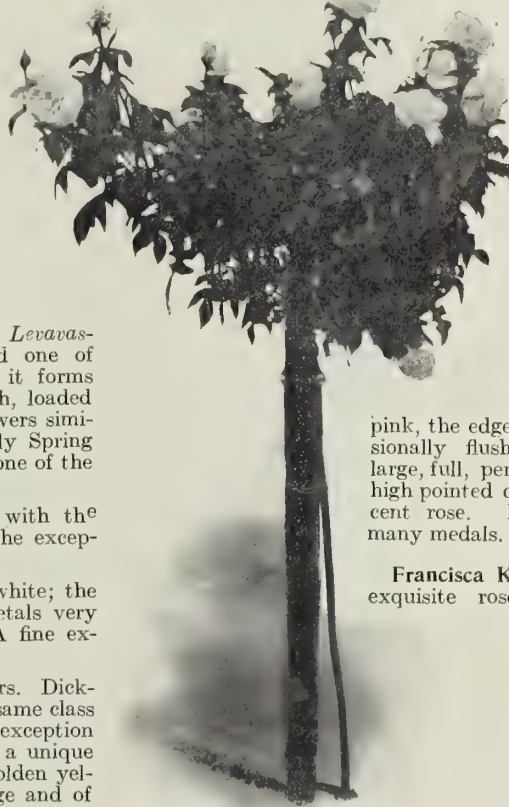 Levavas-
d one of
it forms
h, loaded
vers simi-
ly Spring
one of the
with the
he excep-
white; the
etals very
A fine ex-
rs. Dick-
same class
exception
a unique
olden yel-
ge and of
pink, the edge
sionally flush
large, full, per
high pointed c
cent rose.
many medals.
Francisca K
exquisite rose